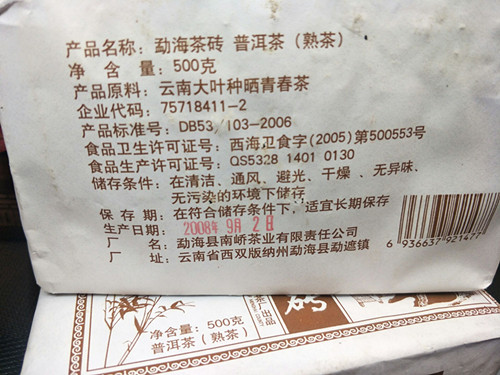 产品名称：勐海茶砖 普洱茶（熟茶）
净 含 量：500克
产品原料：云南大叶种晒青春茶
企业代码：75718411-2
产品标准号：DB53/103-2006
食品卫生许可证号：西海卫食字(2005)第500553号
食品生产许可证号：QS5328 1401 0130
储存条件：在清洁、通风、避光、干燥、无异味、
无污染的环境下储存
保 存 期：在符合储存条件下，适宜长期保存
生产日期：2008年9月2日
厂 名：勐海县南峤茶业有限责任公司
厂 址：云南省西双版纳州勐海县勐遮镇
6 936637 921477
出品
砖
净含量：500克
普洱茶（熟茶）